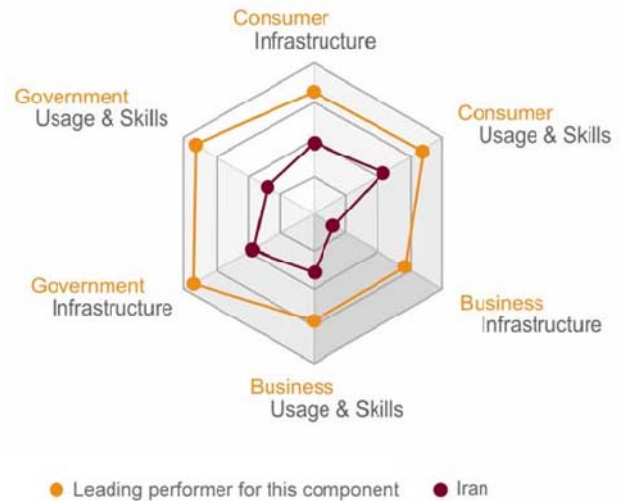 Consumer
Infrastructure
Government
Usage & Skills
Consumer
Usage & Skills
Government
Infrastructure
Business
Infrastructure
Business
Usage & Skills
Leading performer for this component
Iran